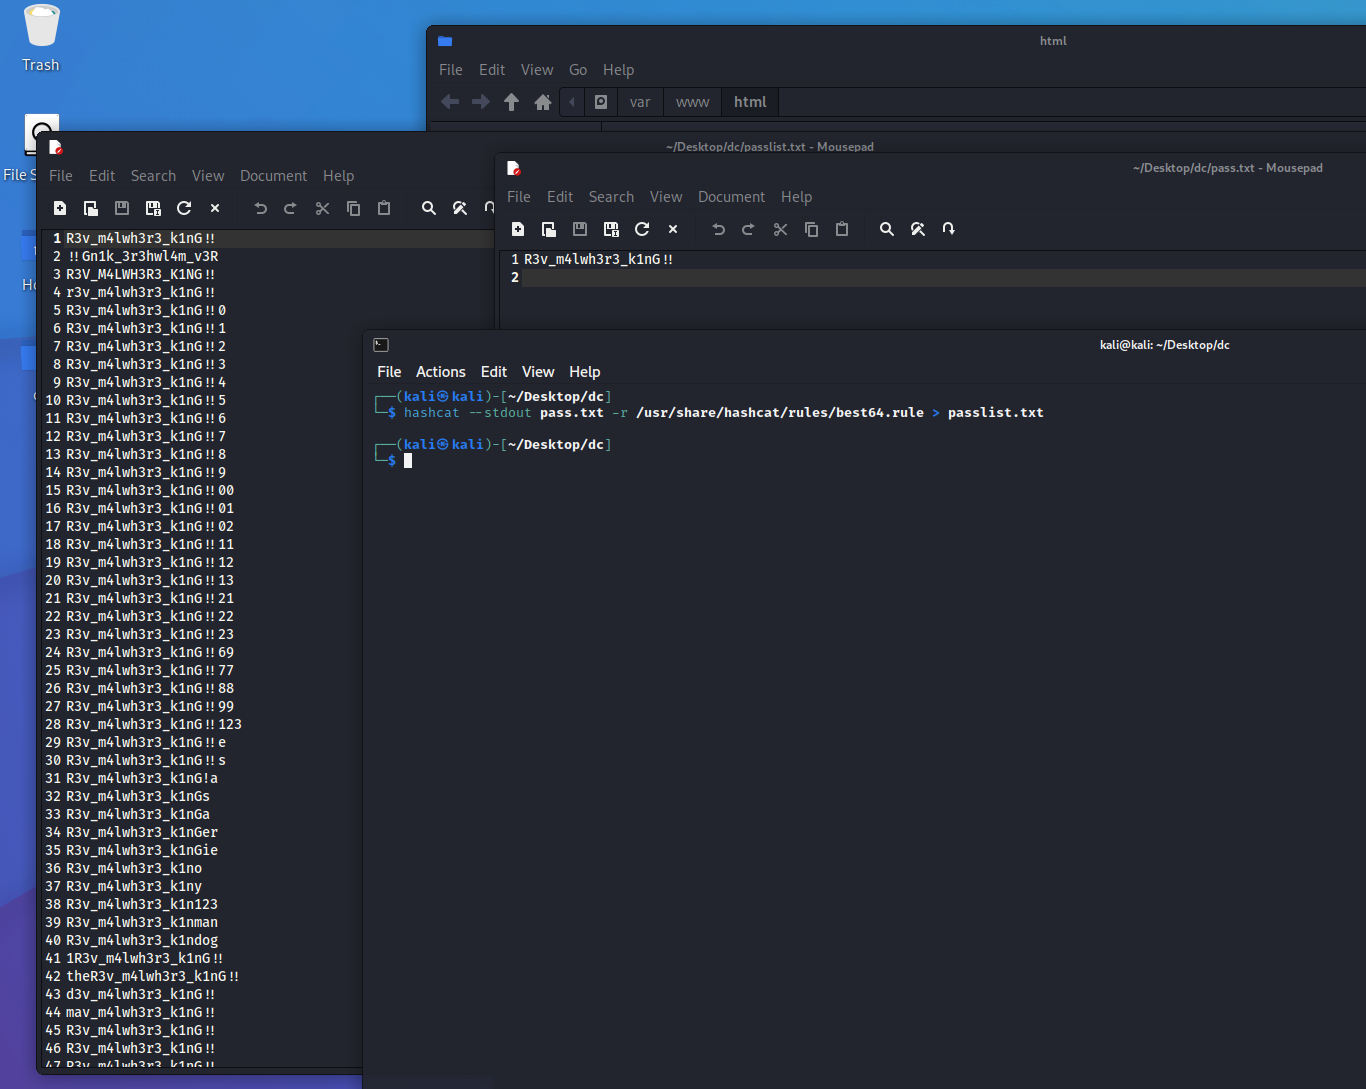 Trash
html
File Edit View Go Help
var www html
File S
~/Desktop/dc/passlist.txt - Mousepad
File Edit Search View Document Help
1 R3v_m4lwh3r3_k1nG!!
2 !!Gn1k_3r3hwl4m_v3R
3 R3V_M4LWH3R3_K1NG!!
4 r3v_m4lwh3r3_k1nG!!
5 R3v_m4lwh3r3_k1nG!!0
6 R3v_m4lwh3r3_k1nG!!1
7 R3v_m4lwh3r3_k1nG!!2
8 R3v_m4lwh3r3_k1nG!!3
9 R3v_m4lwh3r3_k1nG!!4
10 R3v_m4lwh3r3_k1nG!!5
11 R3v_m4lwh3r3_k1nG!!6
12 R3v_m4lwh3r3_k1nG!!7
13 R3v_m4lwh3r3_k1nG!!8
14 R3v_m4lwh3r3_k1nG!!9
15 R3v_m4lwh3r3_k1nG!!00
16 R3v_m4lwh3r3_k1nG!!01
17 R3v_m4lwh3r3_k1nG!!02
18 R3v_m4lwh3r3_k1nG!!11
19 R3v_m4lwh3r3_k1nG!!12
20 R3v_m4lwh3r3_k1nG!!13
21 R3v_m4lwh3r3_k1nG!!21
22 R3v_m4lwh3r3_k1nG!!22
23 R3v_m4lwh3r3_k1nG!!23
24 R3v_m4lwh3r3_k1nG!!69
25 R3v_m4lwh3r3_k1nG!!77
26 R3v_m4lwh3r3_k1nG!!88
27 R3v_m4lwh3r3_k1nG!!99
28 R3v_m4lwh3r3_k1nG!!123
29 R3v_m4lwh3r3_k1nG!!e
30 R3v_m4lwh3r3_k1nG!!s
31 R3v_m4lwh3r3_k1nG!a
32 R3v_m4lwh3r3_k1nGs
33 R3v_m4lwh3r3_k1nGa
34 R3v_m4lwh3r3_k1nGer
35 R3v_m4lwh3r3_k1nGie
36 R3v_m4lwh3r3_k1no
37 R3v_m4lwh3r3_k1ny
38 R3v_m4lwh3r3_k1n123
39 R3v_m4lwh3r3_k1nman
40 R3v_m4lwh3r3_k1ndog
41 1R3v_m4lwh3r3_k1nG!!
42 theR3v_m4lwh3r3_k1nG!!
43 d3v_m4lwh3r3_k1nG!!
44 mav_m4lwh3r3_k1nG!!
45 R3v_m4lwh3r3_k1nG!!
46 R3v_m4lwh3r3_k1nG!!
47 R3v_m4lwh3r3_k1nG!!
~/Desktop/dc/pass.txt - Mousepad
File Edit Search View Document Help
1 R3v_m4lwh3r3_k1nG!!
2
kali@kali: ~/Desktop/dc
File Actions Edit View Help
┌──(kali㉿kali)-[~/Desktop/dc]
└─$ hashcat --stdout pass.txt -r /usr/share/hashcat/rules/best64.rule > passlist.txt
┌──(kali㉿kali)-[~/Desktop/dc]
└─$